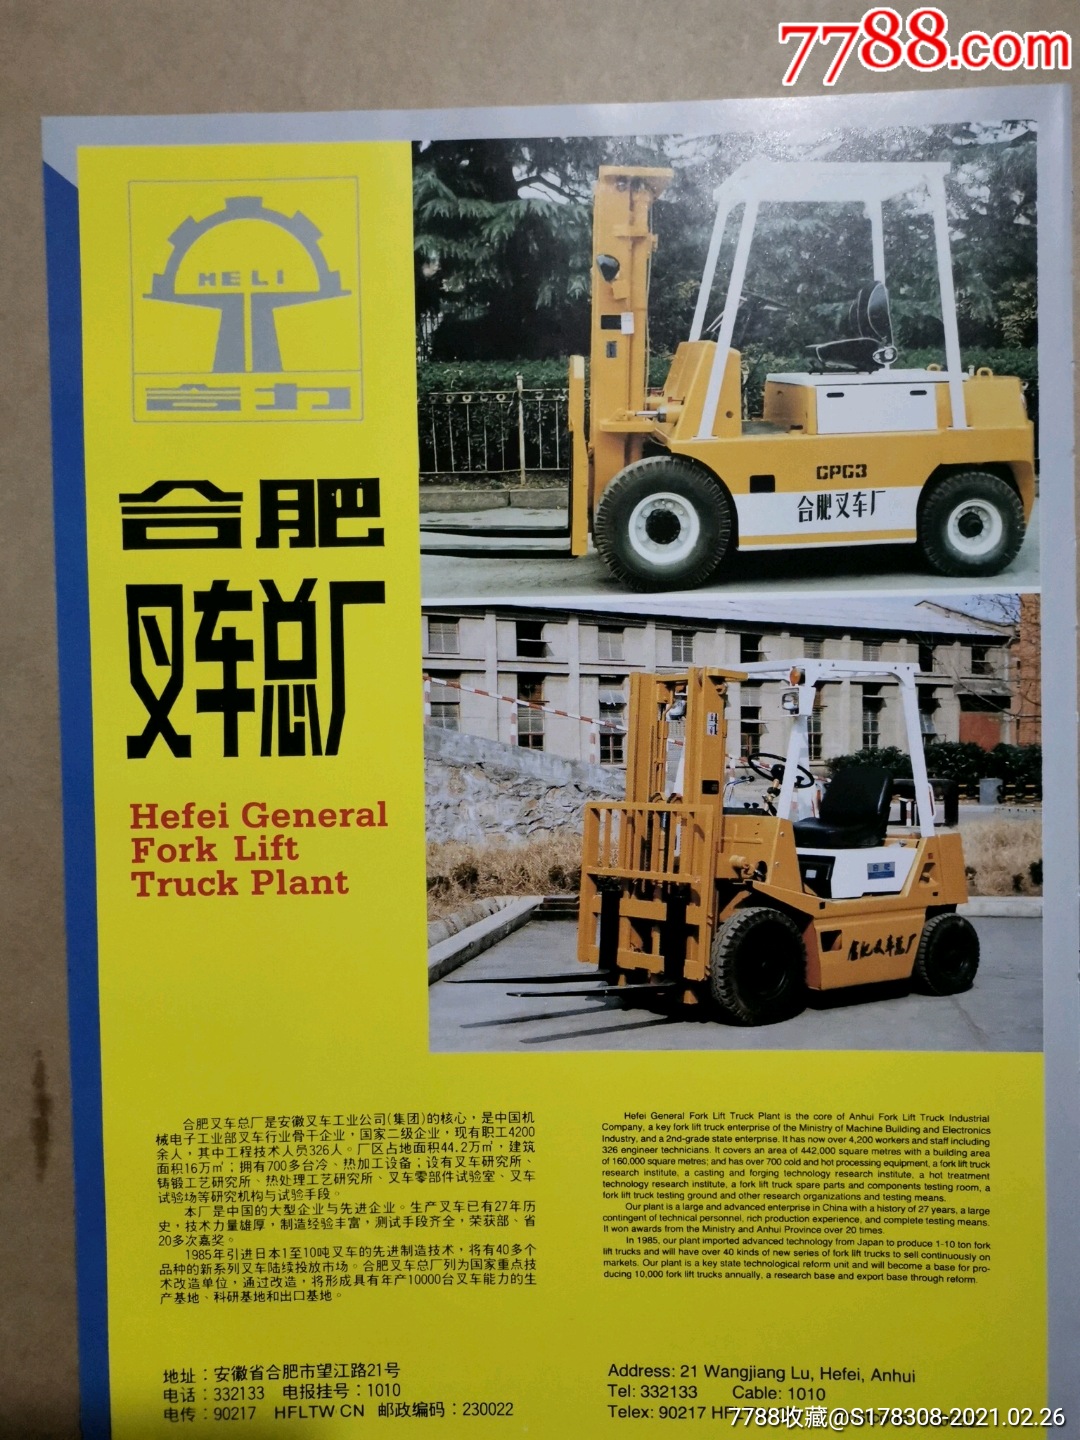 7788.com
HELI
合力
合肥
叉车总厂
Hefei General
Fork Lift
Truck Plant
CPC3
合肥叉车厂
合肥叉车总厂
合肥叉车总厂是安徽叉车工业公司(集团)的核心，是中国机
械电子工业部叉车行业骨干企业，国家二级企业，现有职工4200
余人，其中工程技术人员326人。厂区占地面积44.2万㎡，建筑
面积16万㎡；拥有700多台冷、热加工设备；设有叉车研究所、
铸锻工艺研究所、热处理工艺研究所、叉车零部件试验室、叉车
试验场等研究机构与试验手段。
本厂是中国的大型企业与先进企业。生产叉车已有27年历
史，技术力量雄厚，制造经验丰富，测试手段齐全，荣获部、省
20多次嘉奖。
1985年引进日本1至10吨叉车的先进制造技术，将有40多个
品种的新系列叉车陆续投放市场。合肥叉车总厂列为国家重点技
术改造单位，通过改造，将形成具有年产10000台叉车能力的生
产基地、科研基地和出口基地。
Hefei General Fork Lift Truck Plant is the core of Anhui Fork Lift Truck Industrial
Company, a key fork lift truck enterprise of the Ministry of Machine Building and Electronics
Industry, and a 2nd-grade state enterprise. It has now over 4,200 workers and staff including
326 engineer technicians. It covers an area of 442,000 square metres with a building area
of 160,000 square metres; and has over 700 cold and hot processing equipment, a fork lift truck
research institute, a casting and forging technology research institute, a hot treatment
technology research institute, a fork lift truck spare parts and components testing room, a
fork lift truck testing ground and other research organizations and testing means.
Our plant is a large and advanced enterprise in China with a history of 27 years, a large
contingent of technical personnel, rich production experience, and complete testing means.
It won awards from the Ministry and Anhui Province over 20 times.
In 1985, our plant imported advanced technology from Japan to produce 1-10 ton fork
lift trucks and will have over 40 kinds of new series of fork lift trucks to sell continuously on
markets. Our plant is a key state technological reform unit and will become a base for pro-
ducing 10,000 fork lift trucks annually, a research base and export base through reform.
地址：安徽省合肥市望江路21号
电话：332133 电报挂号：1010
电传：90217 HFLTW CN 邮政编码：230022
Address: 21 Wangjiang Lu, Hefei, Anhui
Tel: 332133 Cable: 1010
Telex: 90217
7788收藏@S178308-2021.02.26